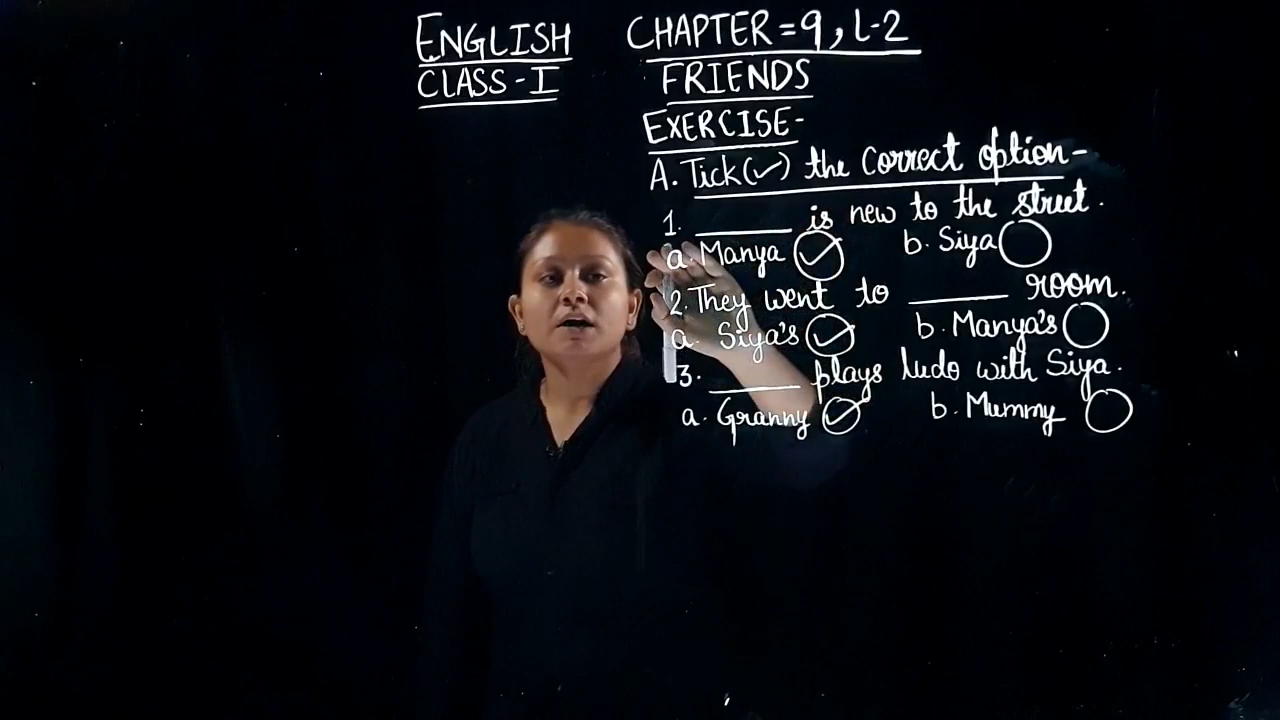 ENGLISH CHAPTER=9, L-2
CLASS-I FRIENDS
EXERCISE-
A. Tick(✓) the correct option-
1. ______ is new to the street.
a. Manya ✓ b. Siya
2. They went to ______ room.
a. Siya's ✓ b. Manya's
3. ______ plays ludo with Siya.
a. Granny ✓ b. Mummy